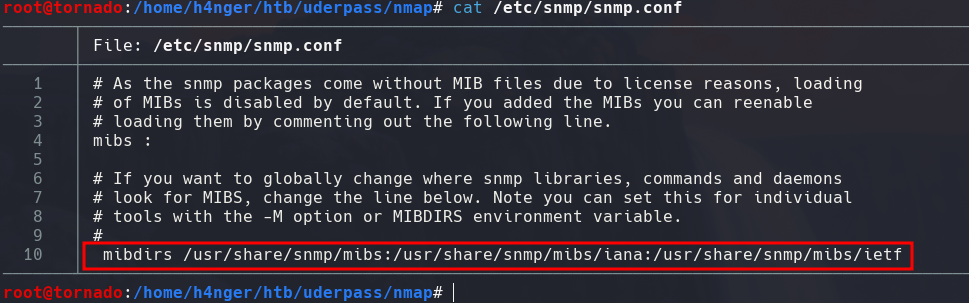 root@tornado:/home/h4nger/htb/uderpass/nmap# cat /etc/snmp/snmp.conf
File: /etc/snmp/snmp.conf
1 # As the snmp packages come without MIB files due to license reasons, loading
2 # of MIBs is disabled by default. If you added the MIBs you can reenable
3 # loading them by commenting out the following line.
4 mibs :
5
6 # If you want to globally change where snmp libraries, commands and daemons
7 # look for MIBS, change the line below. Note you can set this for individual
8 # tools with the -M option or MIBDIRS environment variable.
9 #
10 mibdirs /usr/share/snmp/mibs:/usr/share/snmp/mibs/iana:/usr/share/snmp/mibs/ietf
root@tornado:/home/h4nger/htb/uderpass/nmap#